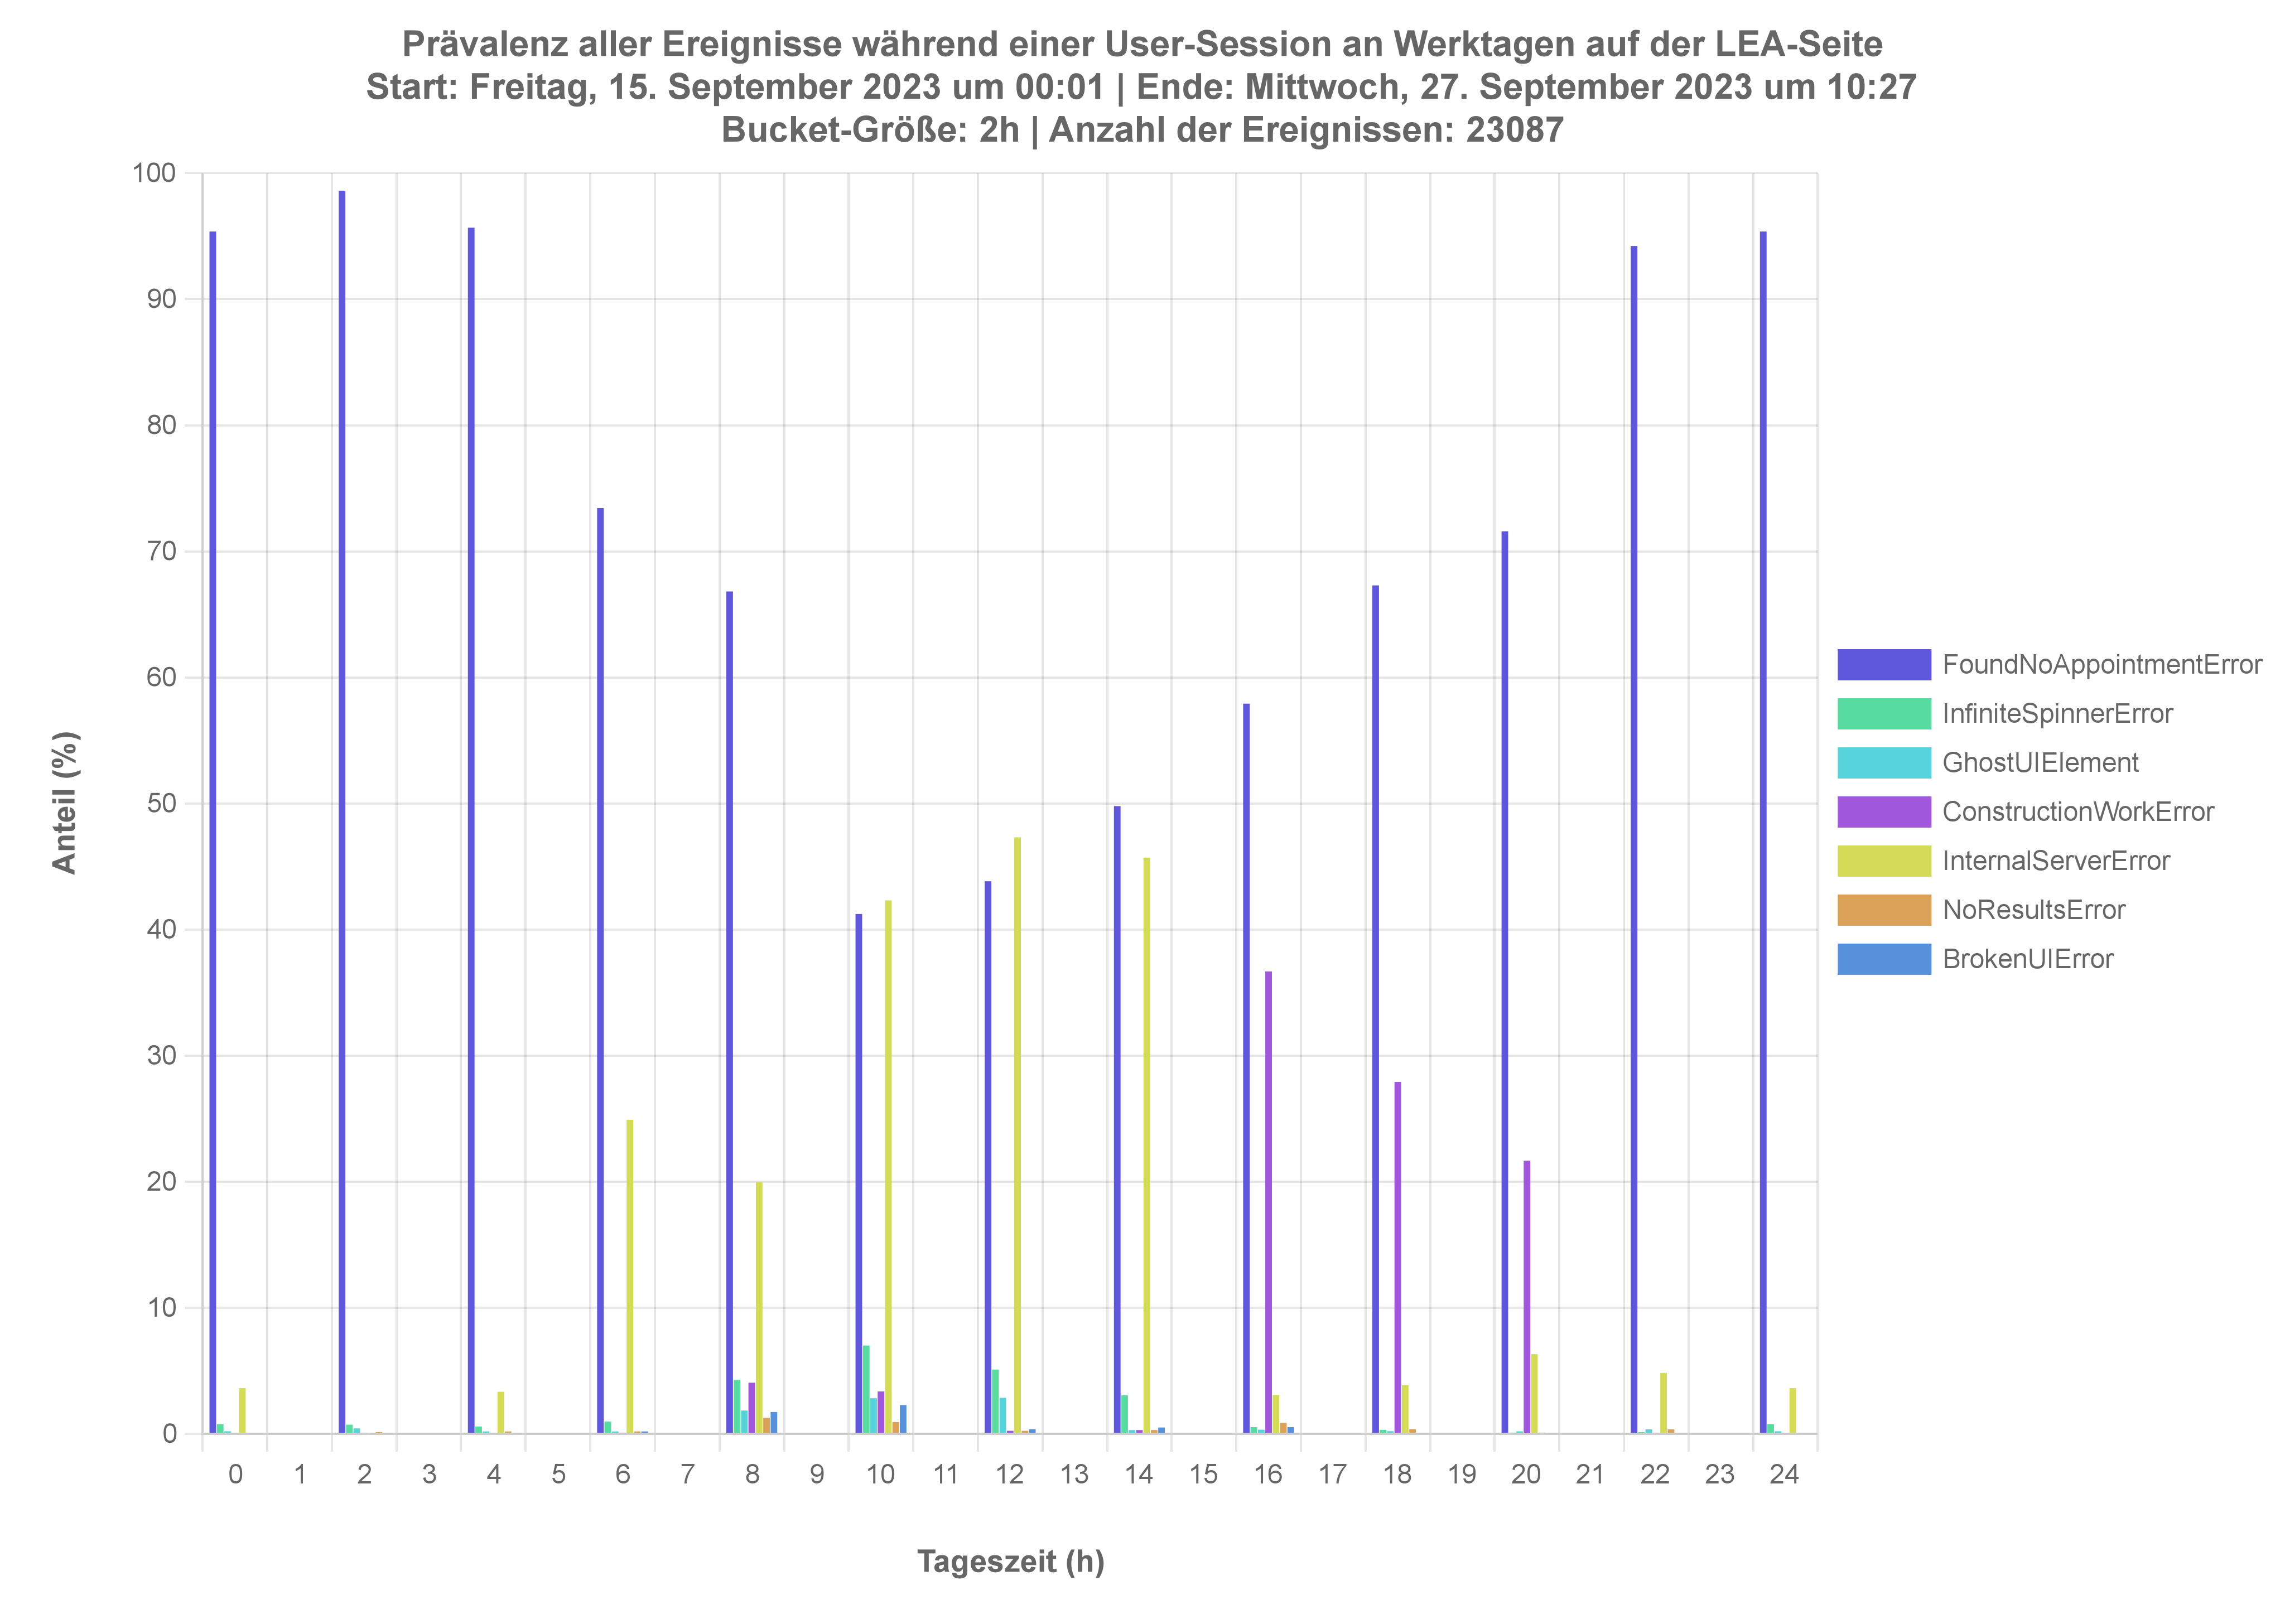 Prävalenz aller Ereignisse während einer User-Session an Werktagen auf der LEA-Seite
Start: Freitag, 15. September 2023 um 00:01 | Ende: Mittwoch, 27. September 2023 um 10:27
Bucket-Größe: 2h | Anzahl der Ereignissen: 23087
100
90
80
70
60
50
40
30
20
10
0
Anteil (%)
0 1 2 3 4 5 6 7 8 9 10 11 12 13 14 15 16 17 18 19 20 21 22 23 24
Tageszeit (h)
FoundNoAppointmentError
InfiniteSpinnerError
GhostUIElement
ConstructionWorkError
InternalServerError
NoResultsError
BrokenUIError